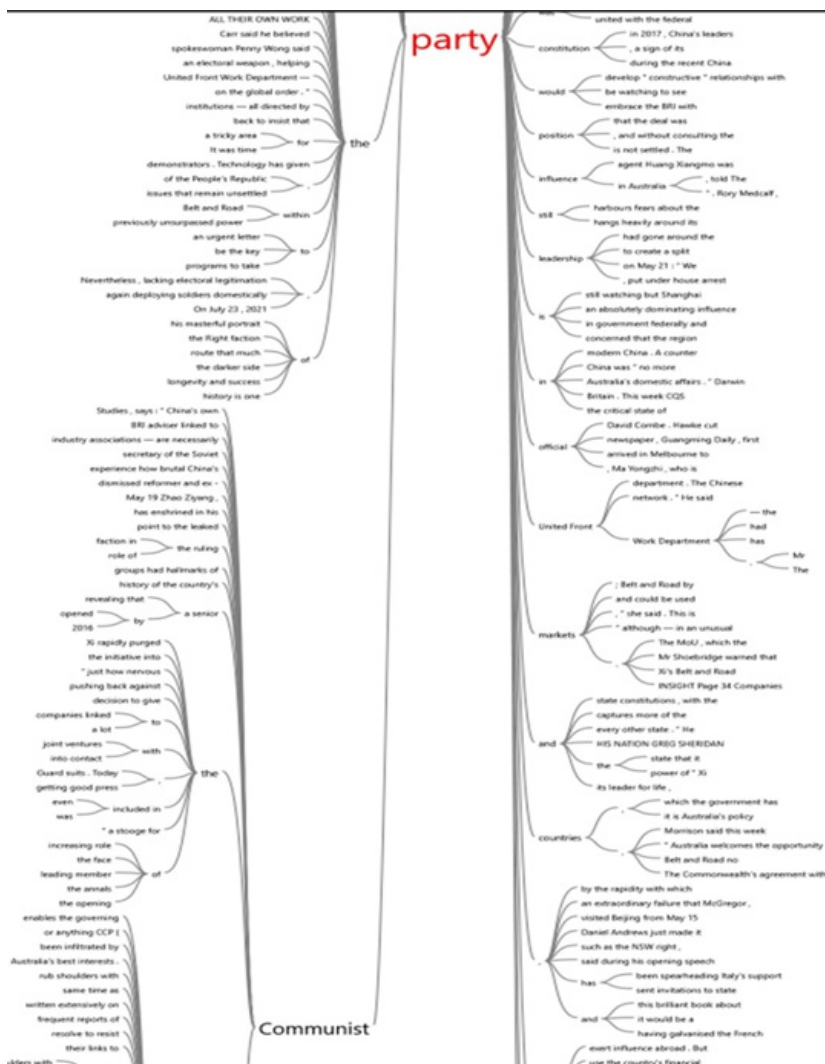 ALL THEIR OWN WORK
Carr said he believed
spokeswoman Penny Wong said
an electoral weapon , helping
United Front Work Department —
on the global order . "
institutions — all directed by
back to insist that
a tricky area
It was time
for
demonstrators . Technology has given
of the People's Republic
issues that remain unsettled
,
Belt and Road
previously unsurpassed power
within
an urgent letter
be the key
programs to take
to
Nevertheless , lacking electoral legitimation
again deploying soldiers domestically
On July 23 , 2021
,
his masterful portrait
the Right faction
route that much
the darker side
longevity and success
history is one
of
the
Studies , says : " China's own
BRI adviser linked to
industry associations — are necessarily
secretary of the Soviet
experience how brutal China's
dismissed reformer and ex -
May 19 Zhao Ziyang ,
has enshrined in his
point to the leaked
faction in
role of
the ruling
groups had hallmarks of
history of the country's
revealing that
opened
2016
by
a senior
Xi rapidly purged
the initiative into
" just how nervous
pushing back against
decision to give
companies linked
a lot
to
joint ventures
into contact
with
Guard suits . Today
getting good press
,
even
was
included in
" a stooge for
increasing role
the face
leading member
the annals
the opening
of
the
enables the governing
or anything CCP (
been infiltrated by
Australia's best interests .
rub shoulders with
same time as
written extensively on
frequent reports of
resolve to resist
their links to
Communist
party
united with the federal
constitution
in 2017 , China's leaders
, a sign of its
during the recent China
would
develop " constructive " relationships with
be watching to see
embrace the BRI with
position
that the deal was
, and without consulting the
is not settled . The
influence
agent Huang Xiangmo was
in Australia
, told The
" , Rory Medcalf ,
still
harbours fears about the
hangs heavily around its
leadership
had gone around the
to create a split
on May 21 : " We
, put under house arrest
is
still watching but Shanghai
an absolutely dominating influence
in government federally and
concerned that the region
in
modern China . A counter
China was " no more
Australia's domestic affairs . " Darwin
Britain . This week CQS
the critical state of
official
David Combe . Hawke cut
newspaper , Guangming Daily , first
arrived in Melbourne to
, Ma Yongzhi , who is
United Front
department . The Chinese
network . " He said
Work Department
— the
had
has
.
Mr
The
markets
; Belt and Road by
and could be used
, " she said . This is
" although — in an unusual
.
The MoU , which the
Mr Shoebridge warned that
Xi's Belt and Road
INSIGHT Page 34 Companies
and
state constitutions , with the
captures more of the
every other state . " He
HIS NATION GREG SHERIDAN
the
state that it
power of " Xi
its leader for life ,
countries
,
which the government has
it is Australia's policy
.
Morrison said this week
" Australia welcomes the opportunity
Belt and Road no
The Commonwealth's agreement with
,
by the rapidity with which
an extraordinary failure that McGregor ,
visited Beijing from May 15
Daniel Andrews just made it
such as the NSW right ,
said during his opening speech
has
been spearheading Italy's support
sent invitations to state
and
this brilliant book about
it would be a
having galvanised the French
exert influence abroad . But